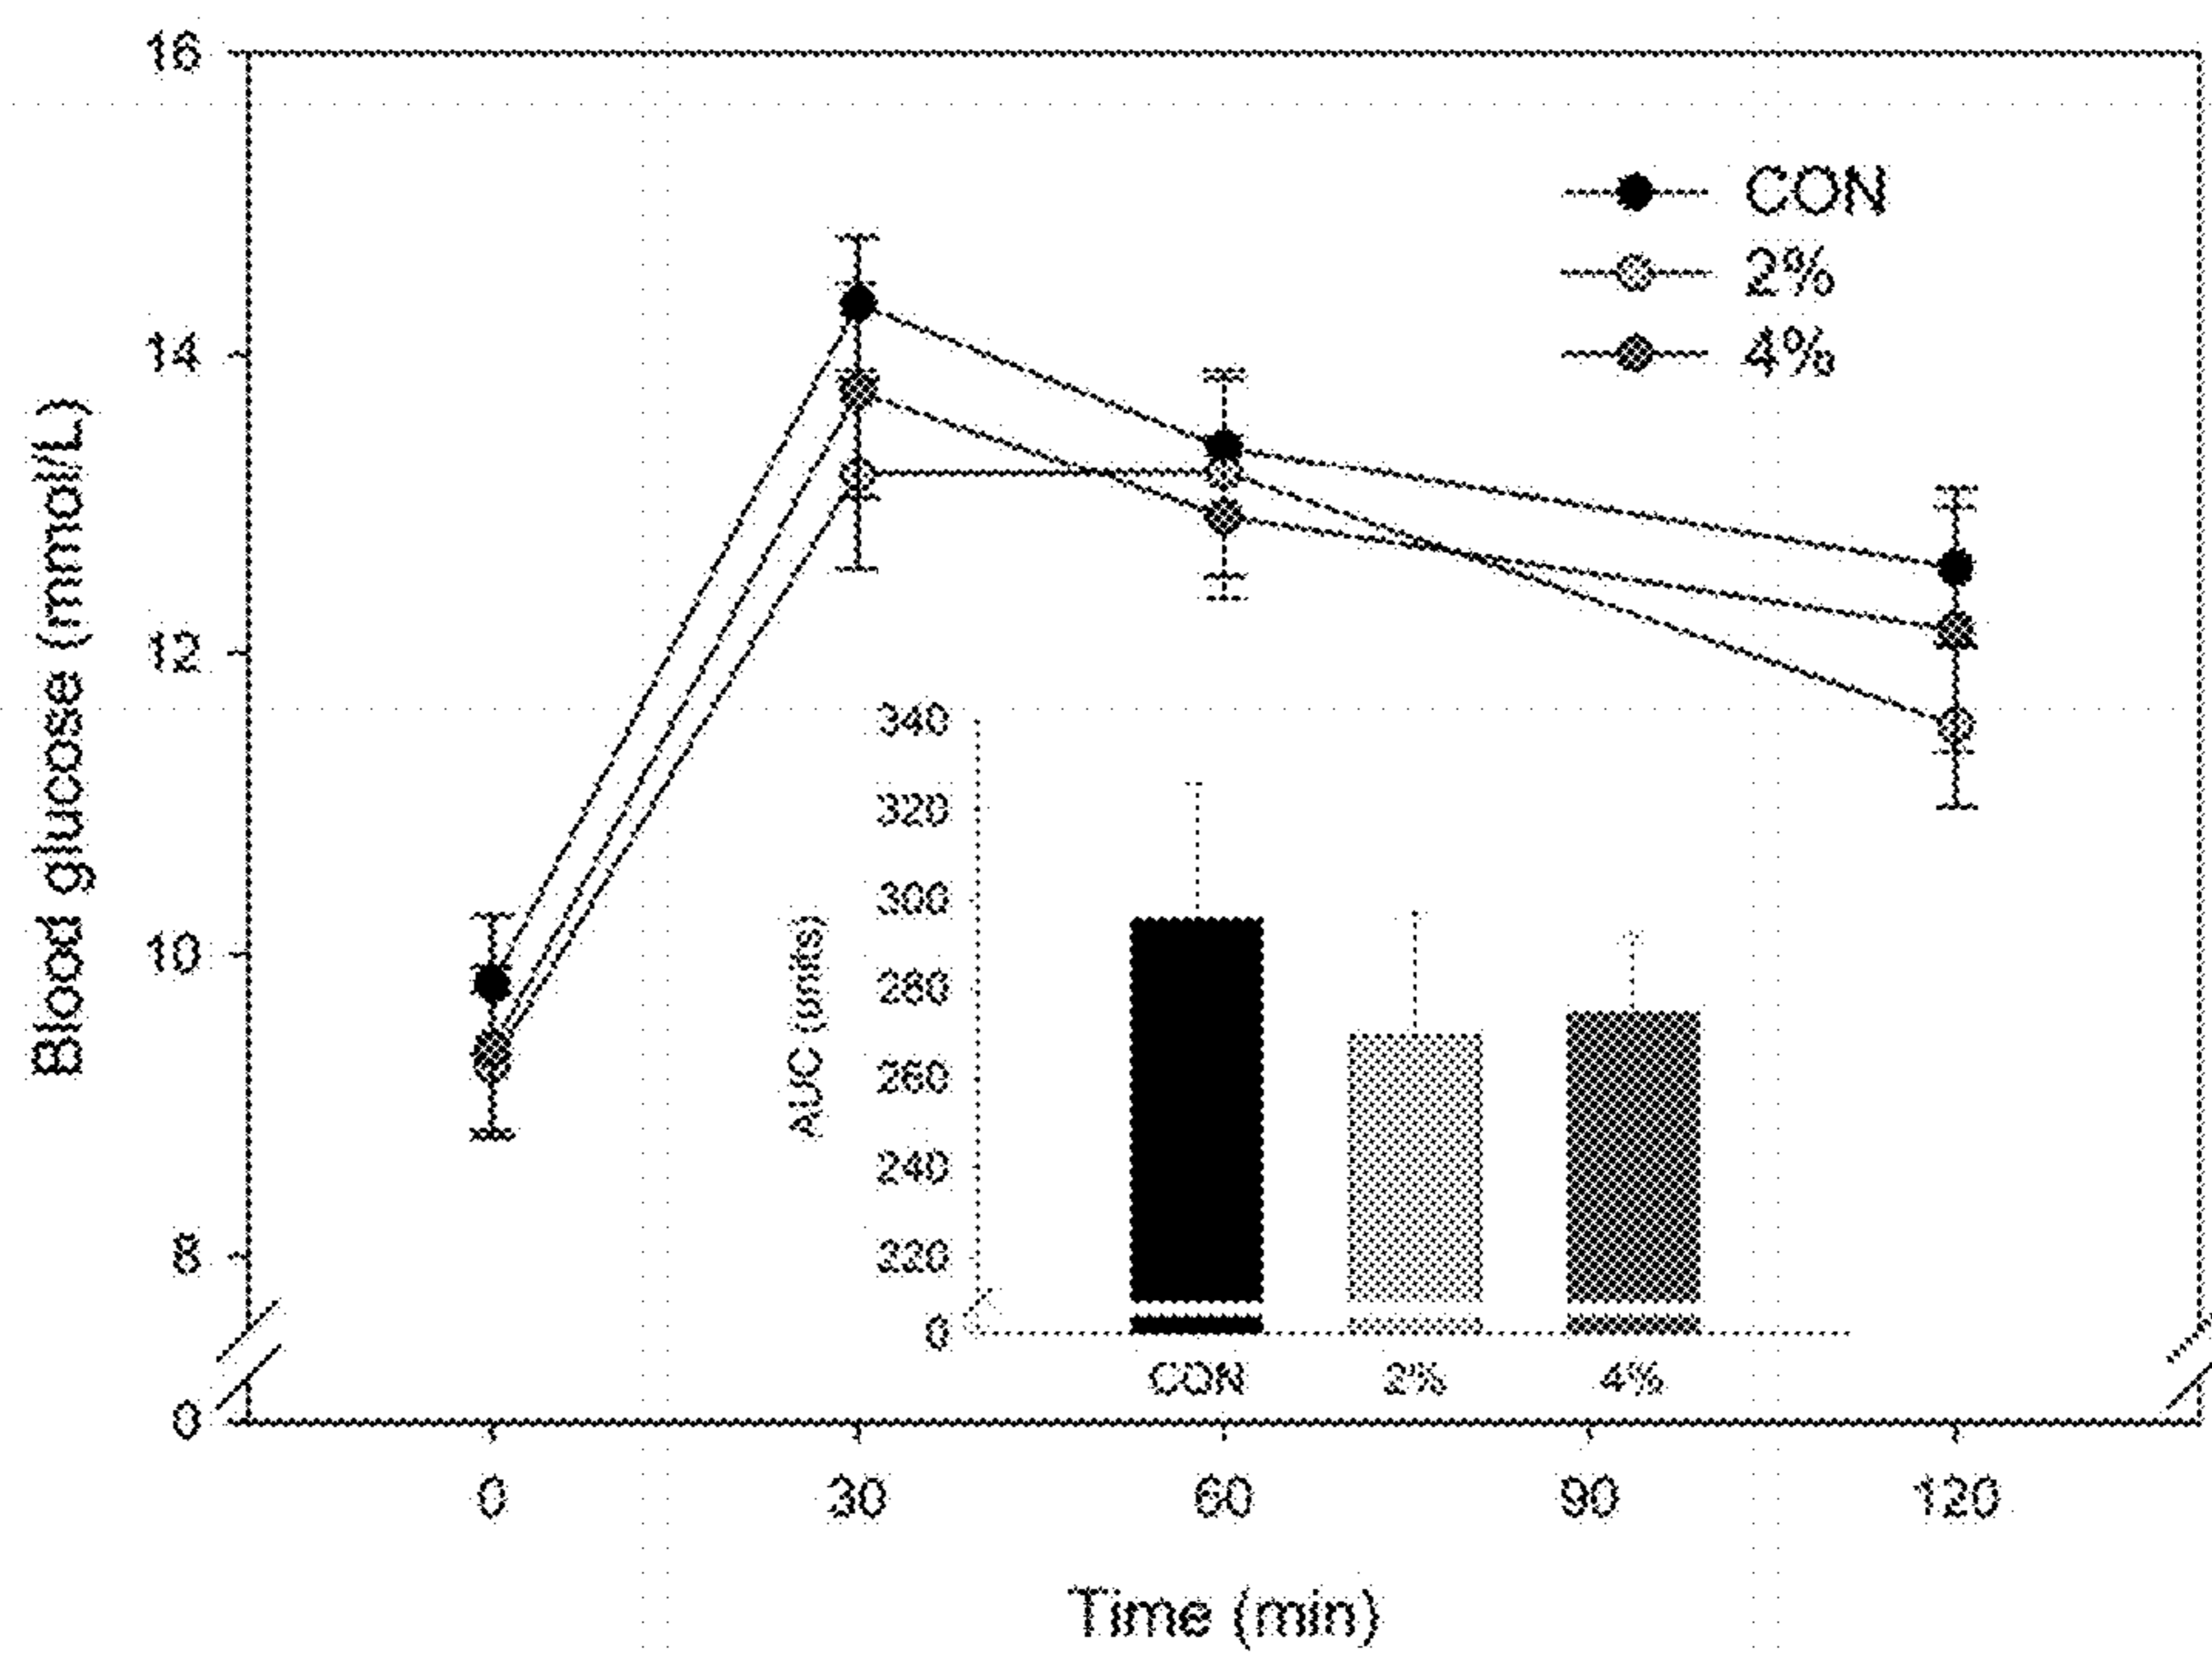 16
14
12
10
8
0
Blood glucose (mmol/L)
CON
2%
4%
340
320
300
280
260
240
220
0
AUC (units)
CON 2% 4%
0 30 60 90 120
Time (min)